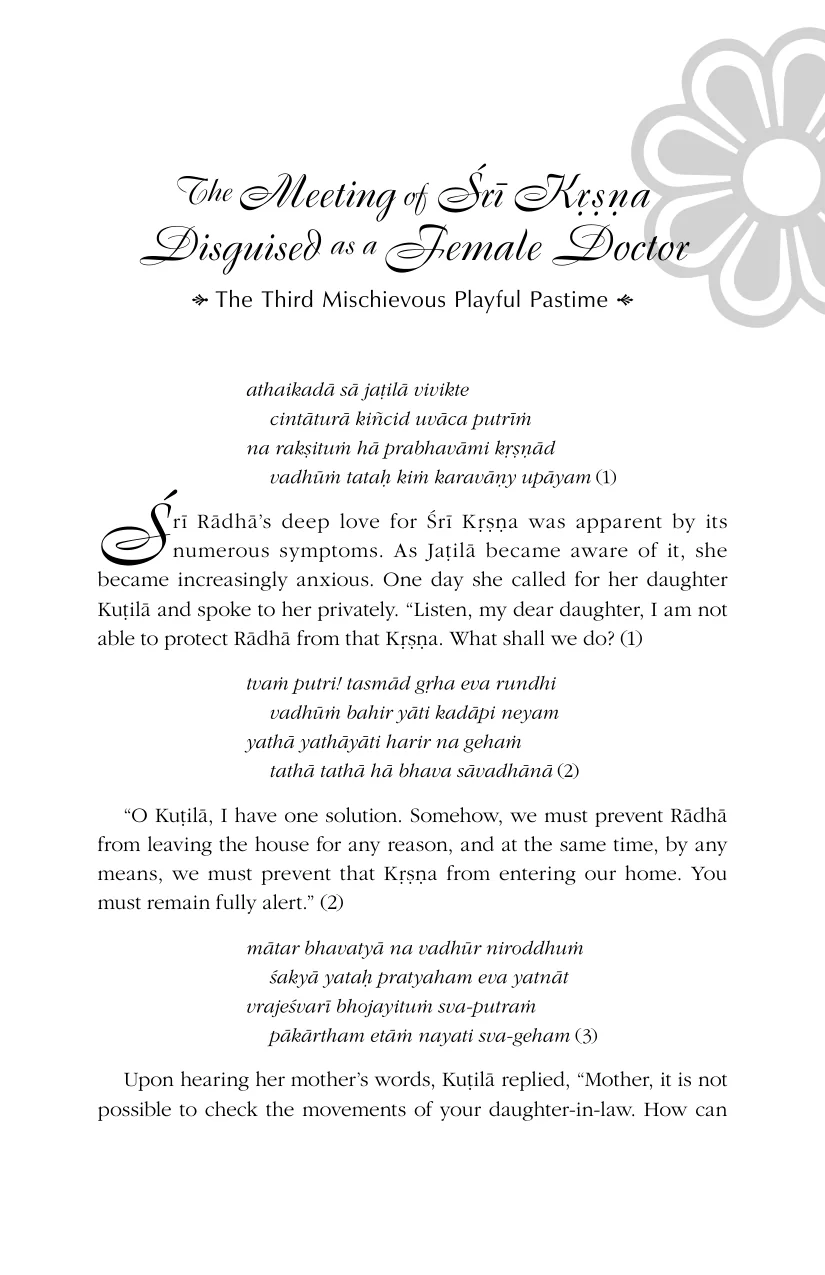 The Meeting of Śrī Kṛṣṇa
Disguised as a Female Doctor
The Third Mischievous Playful Pastime
athaikadā sā jaṭilā vivikte
cintāturā kiñcid uvāca putrīṁ
na rakṣituṁ hā prabhavāmi kṛṣṇād
vadhūṁ tataḥ kiṁ karavāṇy upāyam (1)
Śrī Rādhā’s deep love for Śrī Kṛṣṇa was apparent by its
numerous symptoms. As Jaṭilā became aware of it, she
became increasingly anxious. One day she called for her daughter
Kuṭilā and spoke to her privately. “Listen, my dear daughter, I am not
able to protect Rādhā from that Kṛṣṇa. What shall we do? (1)
tvaṁ putri! tasmād gṛha eva rundhi
vadhūṁ bahir yāti kadāpi neyam
yathā yathāyāti harir na gehaṁ
tathā tathā hā bhava sāvadhānā (2)
“O Kuṭilā, I have one solution. Somehow, we must prevent Rādhā
from leaving the house for any reason, and at the same time, by any
means, we must prevent that Kṛṣṇa from entering our home. You
must remain fully alert.” (2)
mātar bhavatyā na vadhūr niroddhuṁ
śakyā yataḥ pratyaham eva yatnāt
vrajeśvarī bhojayituṁ sva-putraṁ
pākārtham etāṁ nayati sva-geham (3)
Upon hearing her mother’s words, Kuṭilā replied, “Mother, it is not
possible to check the movements of your daughter-in-law. How can